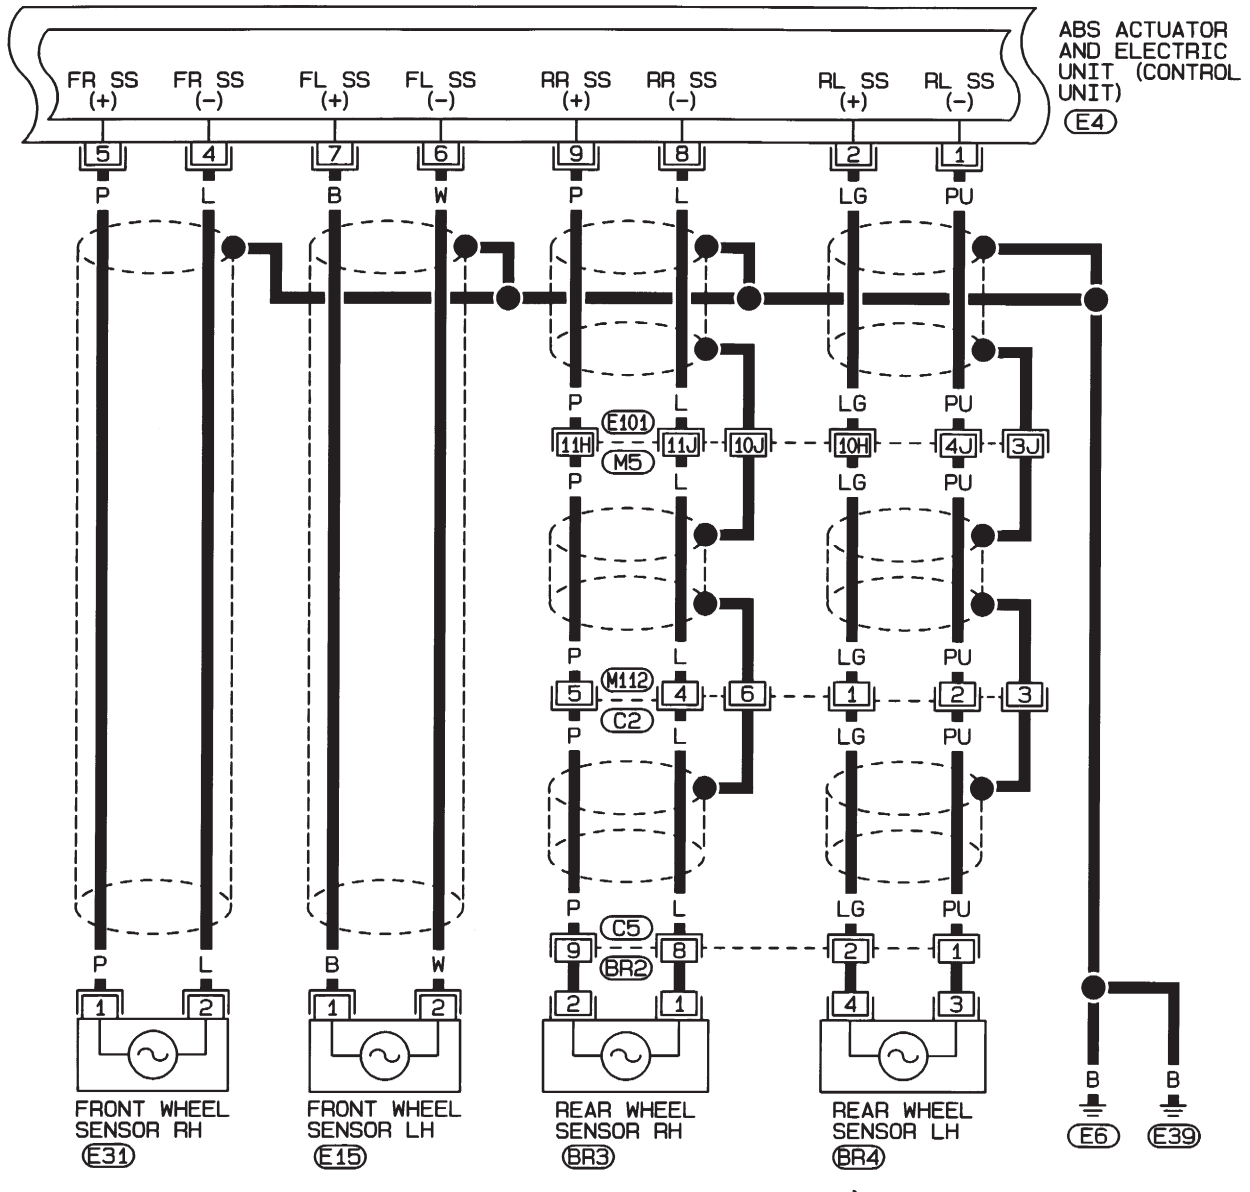 ABS ACTUATOR
AND ELECTRIC
UNIT (CONTROL
UNIT)
E4
FR SS FR SS FL SS FL SS RR SS RR SS RL SS RL SS
(+) (-) (+) (-) (+) (-) (+) (-)
5 4 7 6 9 8 2 1
P L B W P L LG PU
P L LG PU
E101
11H 11J 10J 10H 4J 3J
M5
P L LG PU
P L LG PU
M112
5 4 6 1 2 3
C2
P L LG PU
P L LG PU
C5
9 8 2 1
BR2
P L B W
1 2 1 2 2 1 4 3
B B
FRONT WHEEL
SENSOR RH
E31
FRONT WHEEL
SENSOR LH
E15
REAR WHEEL
SENSOR RH
BR3
REAR WHEEL
SENSOR LH
BR4
E6 E39